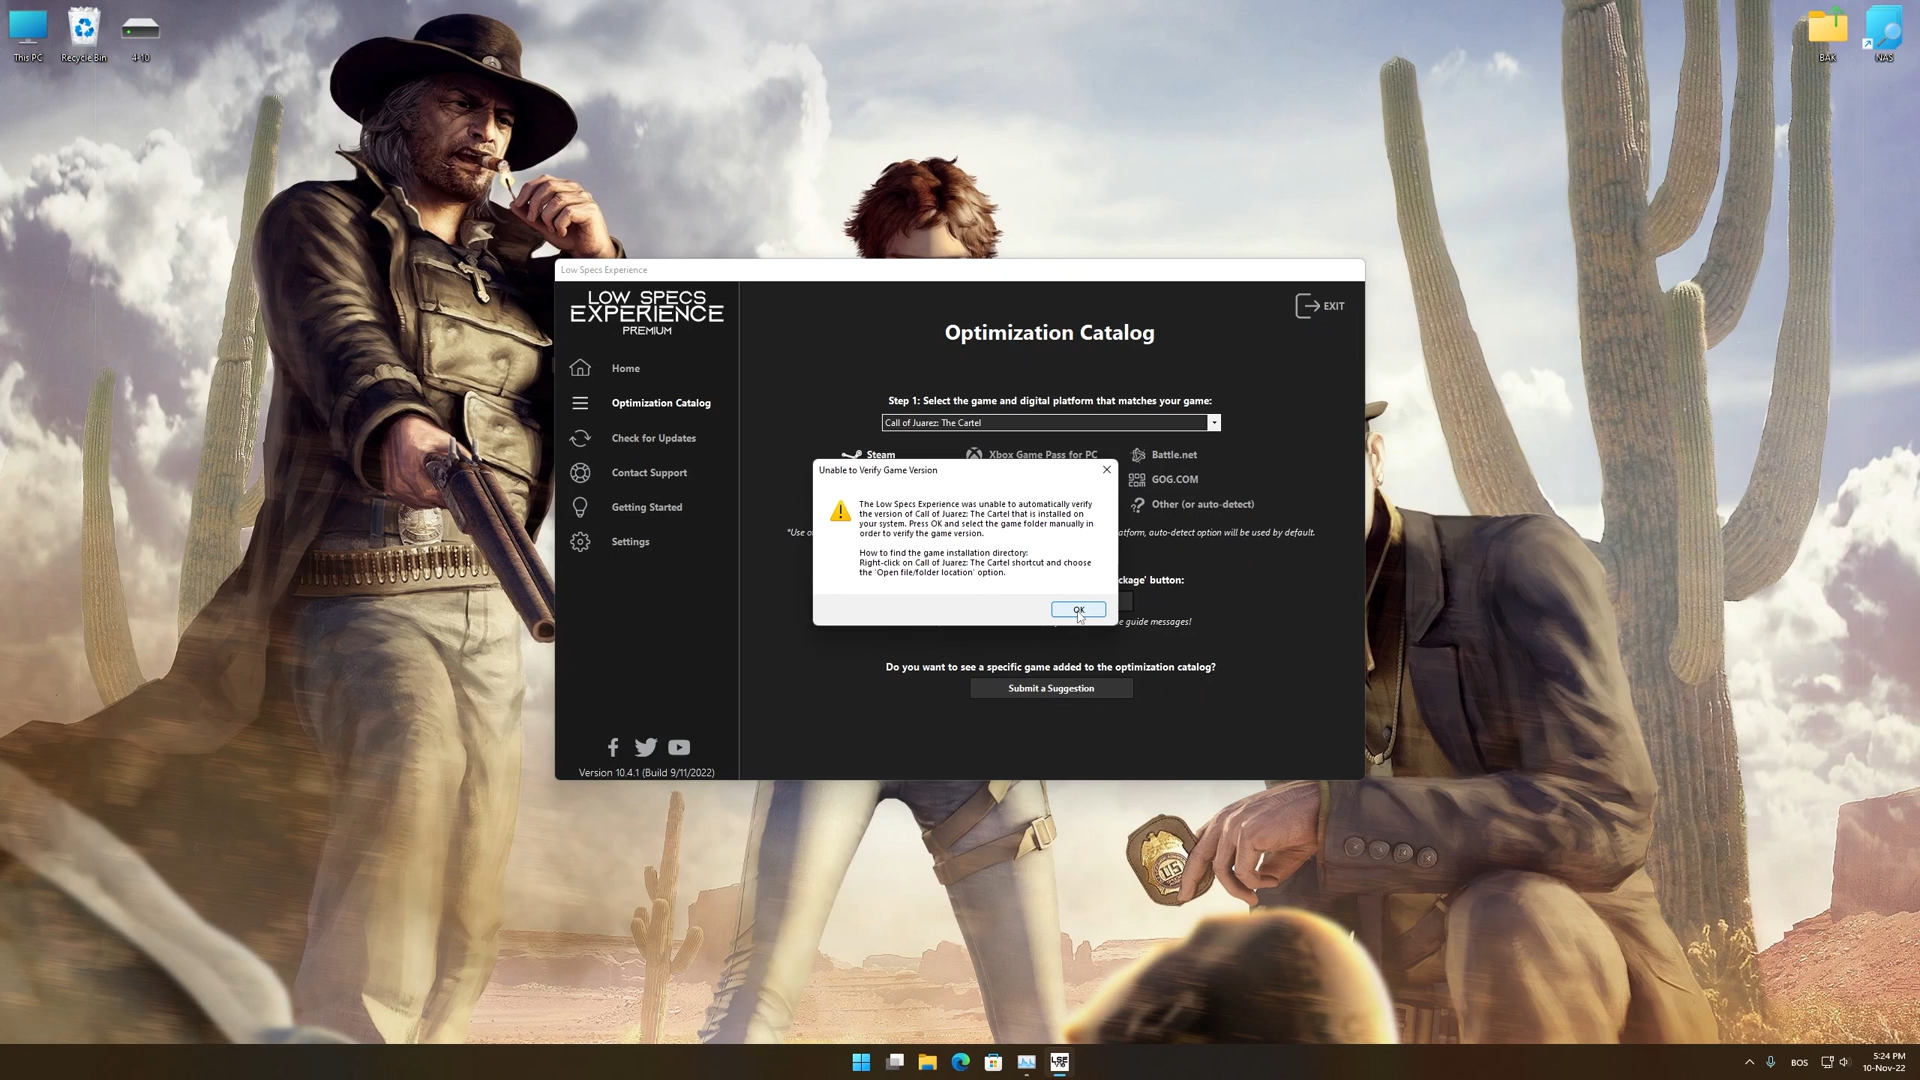 This PC
Recycle Bin
4-10
BAK
NAS
Low Specs Experience
LOW SPECS
EXPERIENCE
PREMIUM
Home
Optimization Catalog
Check for Updates
Contact Support
Getting Started
Settings
Version 10.4.1 (Build 9/11/2022)
EXIT
Optimization Catalog
Step 1: Select the game and digital platform that matches your game:
Call of Juarez: The Cartel
Steam
Xbox Game Pass for PC
Battle.net
GOG.COM
Other (or auto-detect)
*Use o
atform, auto-detect option will be used by default.
ckage' button:
e guide messages!
Unable to Verify Game Version
The Low Specs Experience was unable to automatically verify
the version of Call of Juarez: The Cartel that is installed on
your system. Press OK and select the game folder manually in
order to verify the game version.
How to find the game installation directory:
Right-click on Call of Juarez: The Cartel shortcut and choose
the 'Open file/folder location' option.
OK
Do you want to see a specific game added to the optimization catalog?
Submit a Suggestion
LSE
BOS
5:24 PM
10-Nov-22